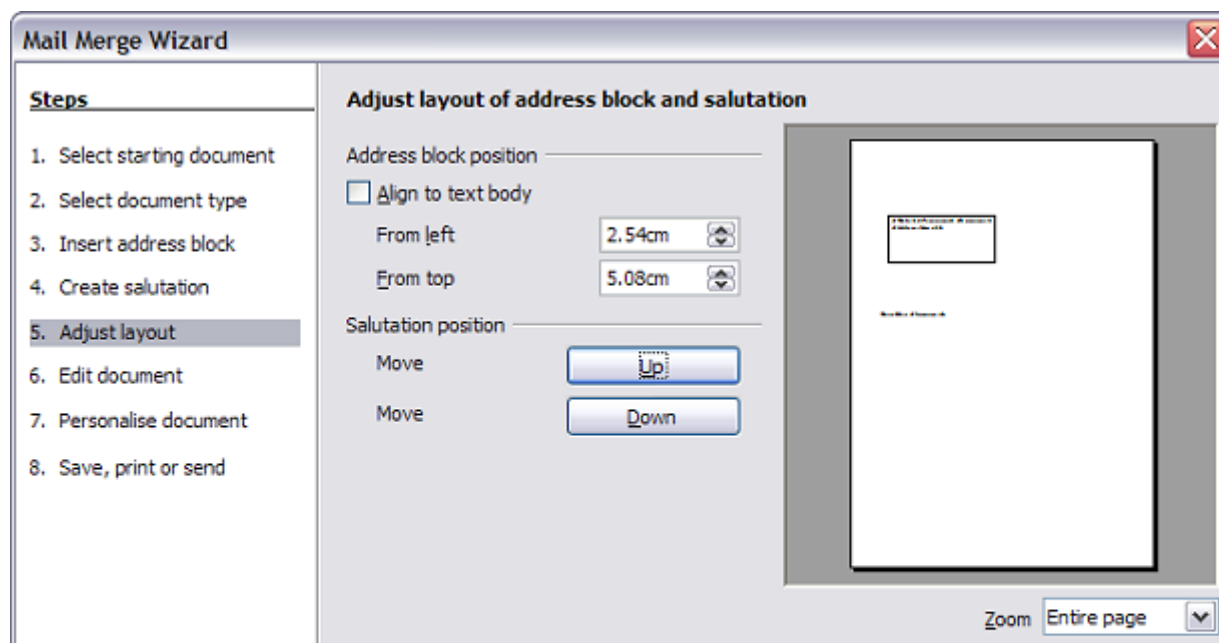 Mail Merge Wizard
Steps
1. Select starting document
2. Select document type
3. Insert address block
4. Create salutation
5. Adjust layout
6. Edit document
7. Personalise document
8. Save, print or send
Adjust layout of address block and salutation
Address block position
Align to text body
From left 2.54cm
From top 5.08cm
Salutation position
Move Up
Move Down
Zoom Entire page